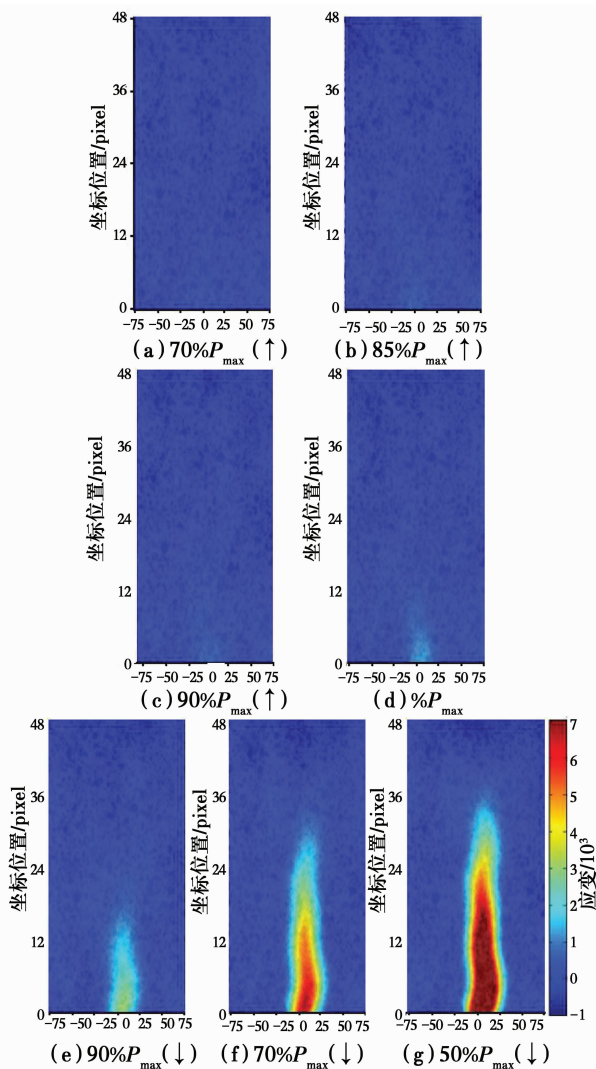 48 48
36 36
24 24
12 12
0 0
坐标位置/pixel 坐标位置/pixel
-75 -50 -25 0 25 50 75 -75 -50 -25 0 25 50 75
(a)70%Pmax(↑) (b)85%Pmax(↑)
48 48
36 36
24 24
12 12
0 0
坐标位置/pixel 坐标位置/pixel
-75 -50 -25 0 25 50 75 -75 -50 -25 0 25 50 75
(c)90%Pmax(↑) (d)%Pmax
48 48 48 7
6
36 36 36 5
4
24 24 24 3
2
12 12 12 1
0
0 0 0 -1
坐标位置/pixel 坐标位置/pixel 坐标位置/pixel 应变/10³
-75 -50 -25 0 25 50 75 -75 -50 -25 0 25 50 75 -75 -50 -25 0 25 50 75
(e)90%Pmax(↓) (f)70%Pmax(↓) (g)50%Pmax(↓)